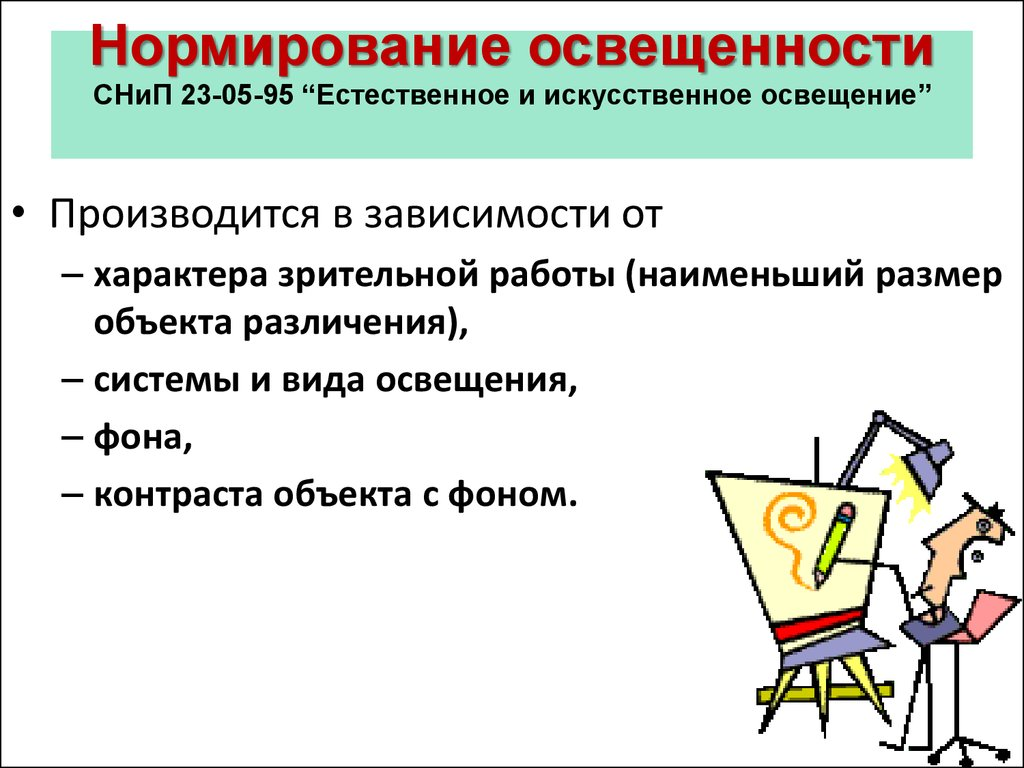 Нормирование освещенности
СНиП 23-05-95 “Естественное и искусственное освещение”
• Производится в зависимости от
– характера зрительной работы (наименьший размер
объекта различения),
– системы и вида освещения,
– фона,
– контраста объекта с фоном.